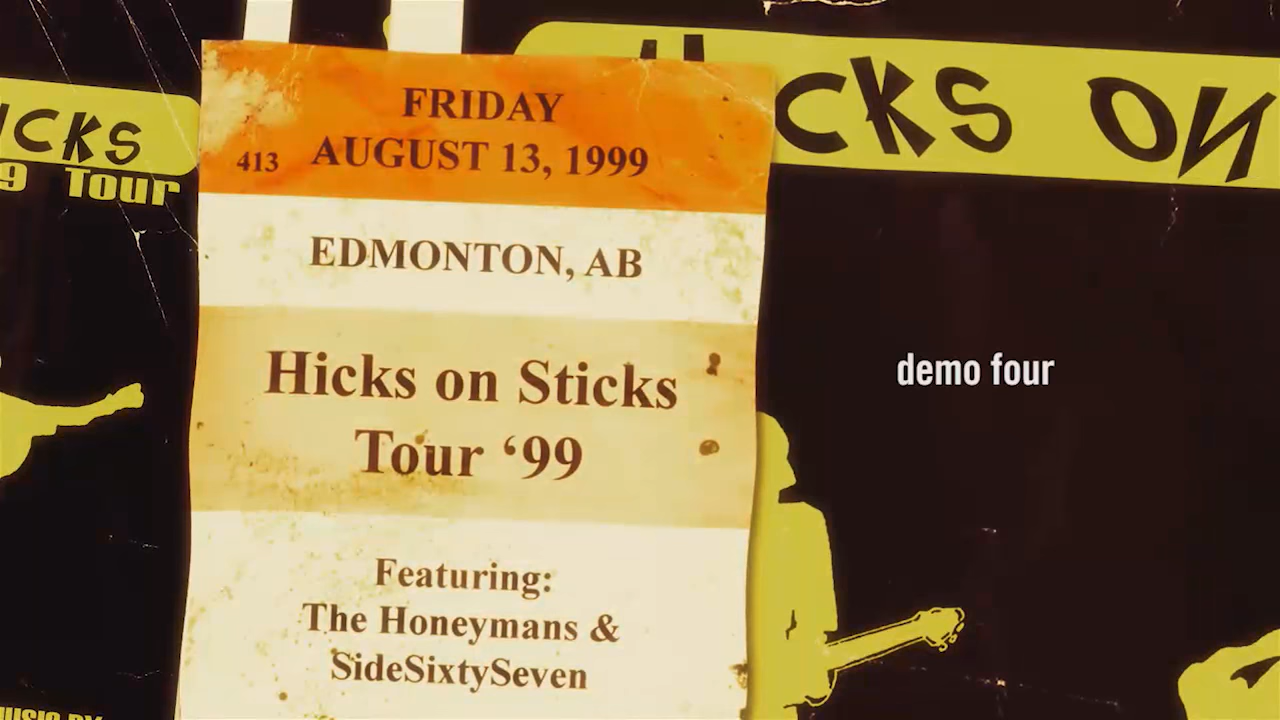 FRIDAY
413 AUGUST 13, 1999
EDMONTON, AB
Hicks on Sticks
Tour ‘99
Featuring:
The Honeymans &
SideSixtySeven
ICKS
9 Tour
HICKS ON
demo four